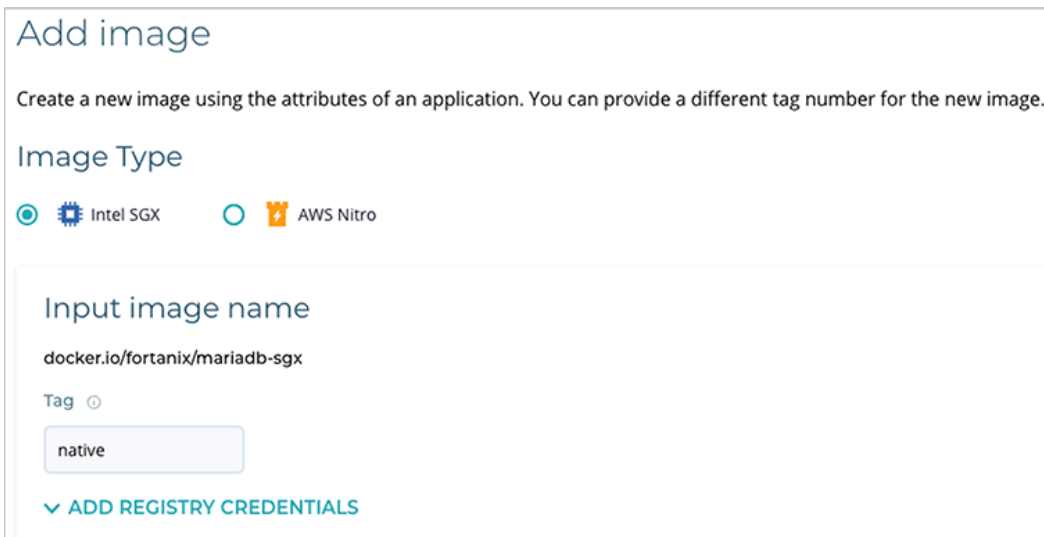 Add image
Create a new image using the attributes of an application. You can provide a different tag number for the new image.
Image Type
Intel SGX AWS Nitro
Input image name
docker.io/fortanix/mariadb-sgx
Tag
native
ADD REGISTRY CREDENTIALS